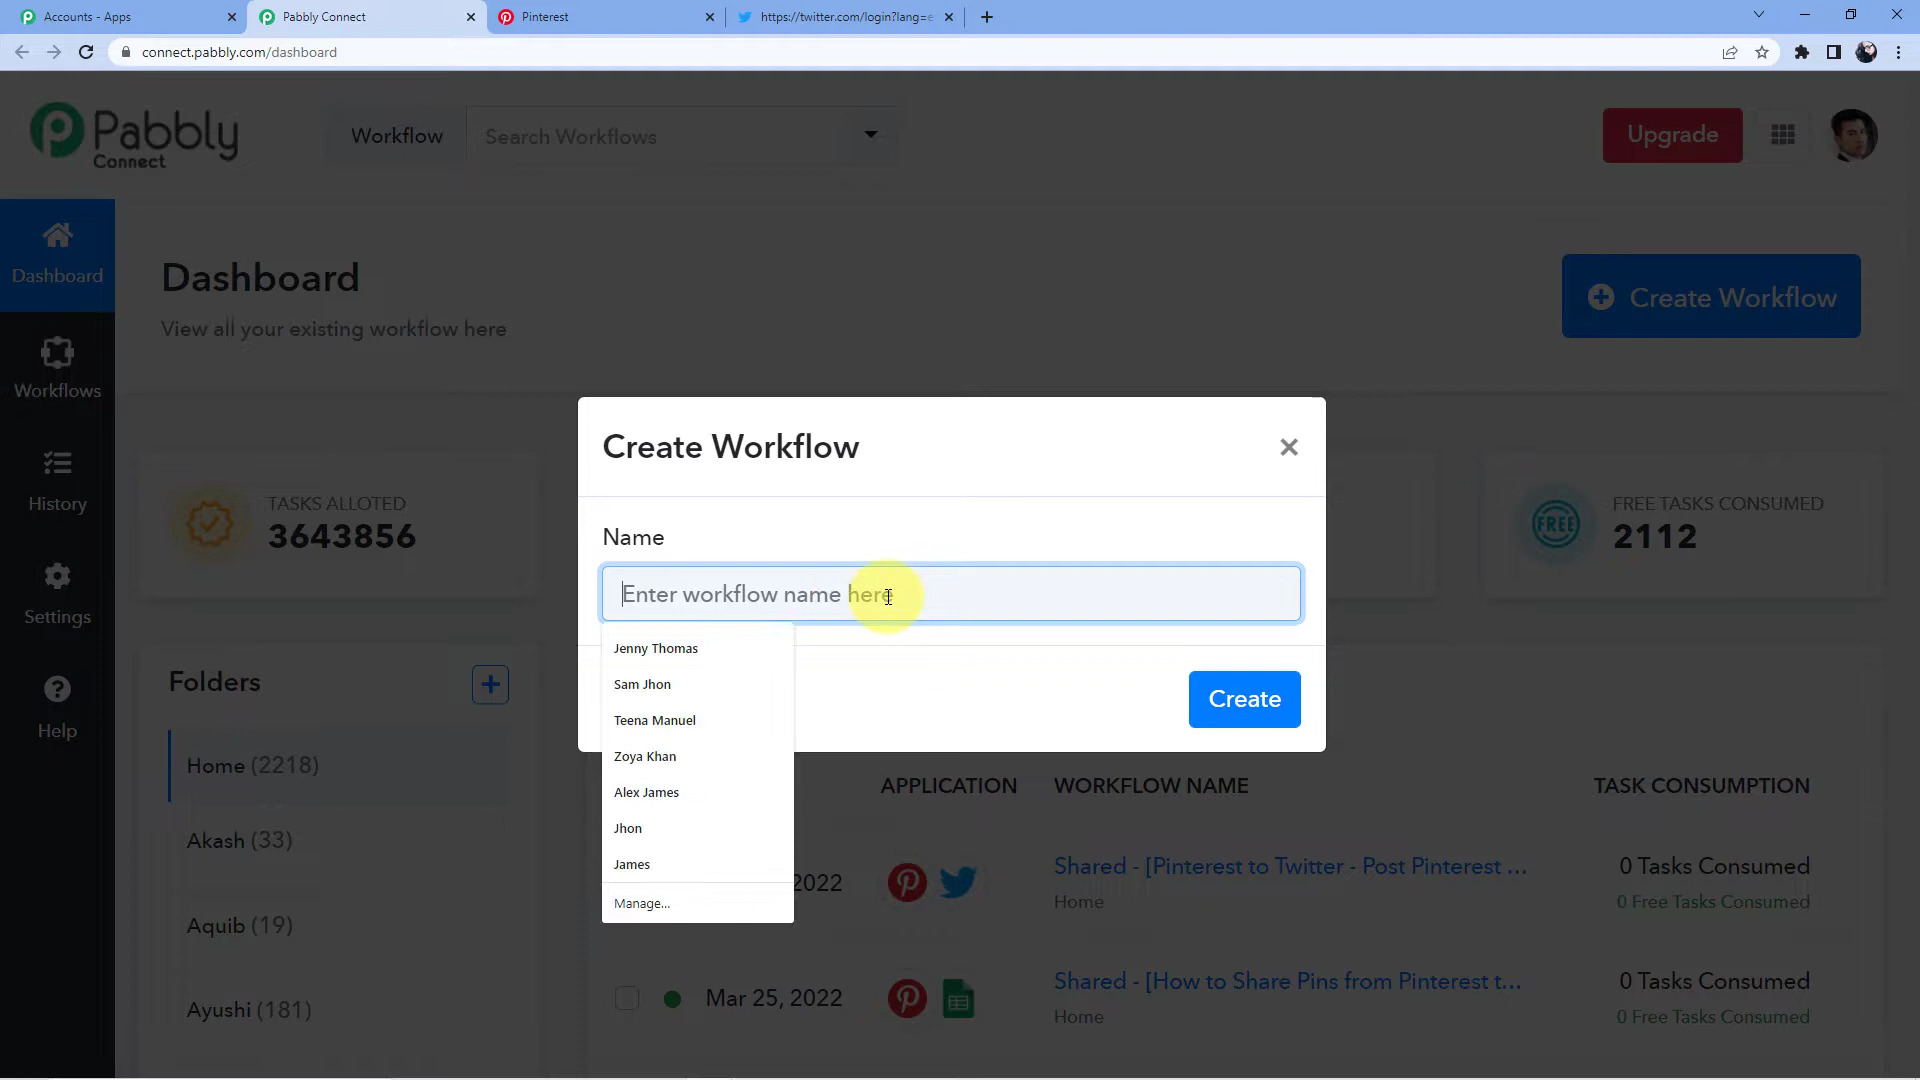 Accounts - Apps
Pabbly Connect
Pinterest
https://twitter.com/login?lang=e
connect.pabbly.com/dashboard
Pabbly
Connect
Workflow
Search Workflows
Upgrade
Dashboard
Workflows
History
Settings
Help
Dashboard
View all your existing workflow here
Create Workflow
TASKS ALLOTED
3643856
FREE
FREE TASKS CONSUMED
2112
Create Workflow
Name
Enter workflow name here
Jenny Thomas
Sam Jhon
Teena Manuel
Zoya Khan
Alex James
Jhon
James
Manage...
Create
Folders
Home (2218)
Akash (33)
Aquib (19)
Ayushi (181)
APPLICATION
WORKFLOW NAME
TASK CONSUMPTION
2022
Shared - [Pinterest to Twitter - Post Pinterest ...
Home
0 Tasks Consumed
0 Free Tasks Consumed
Mar 25, 2022
Shared - [How to Share Pins from Pinterest t...
Home
0 Tasks Consumed
0 Free Tasks Consumed